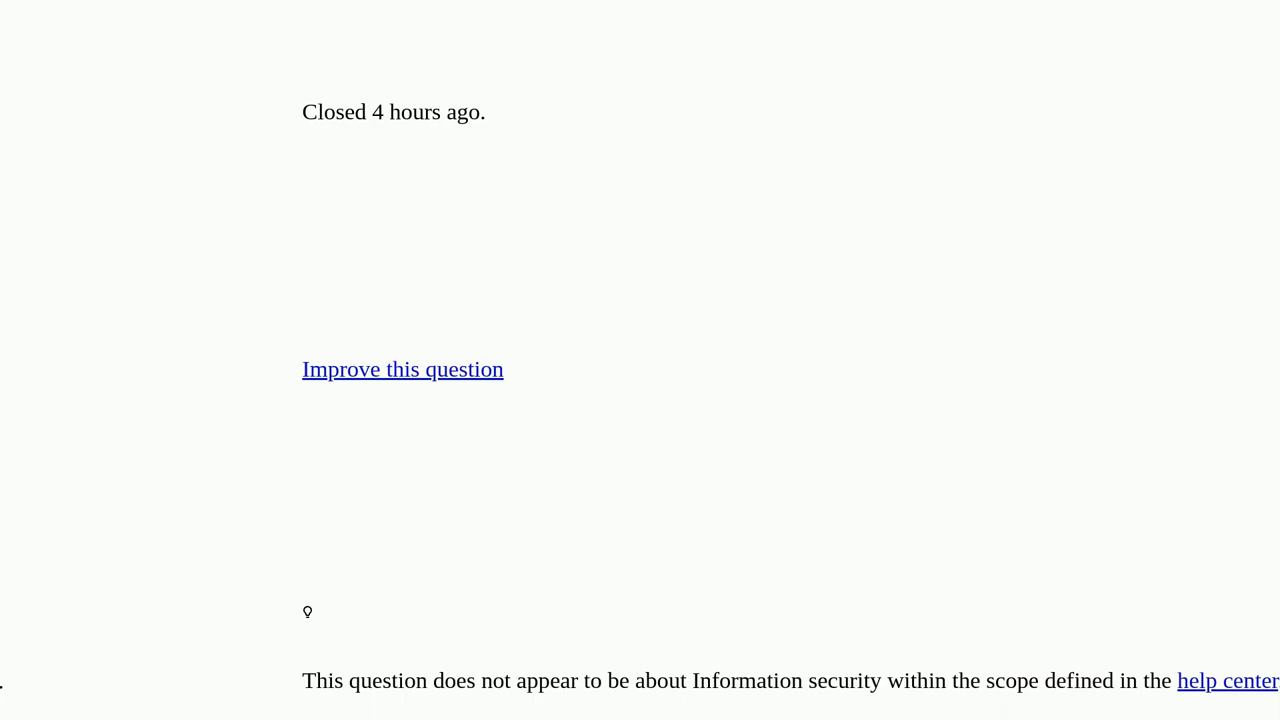 Closed 4 hours ago.
Improve this question
This question does not appear to be about Information security within the scope defined in the help center
.